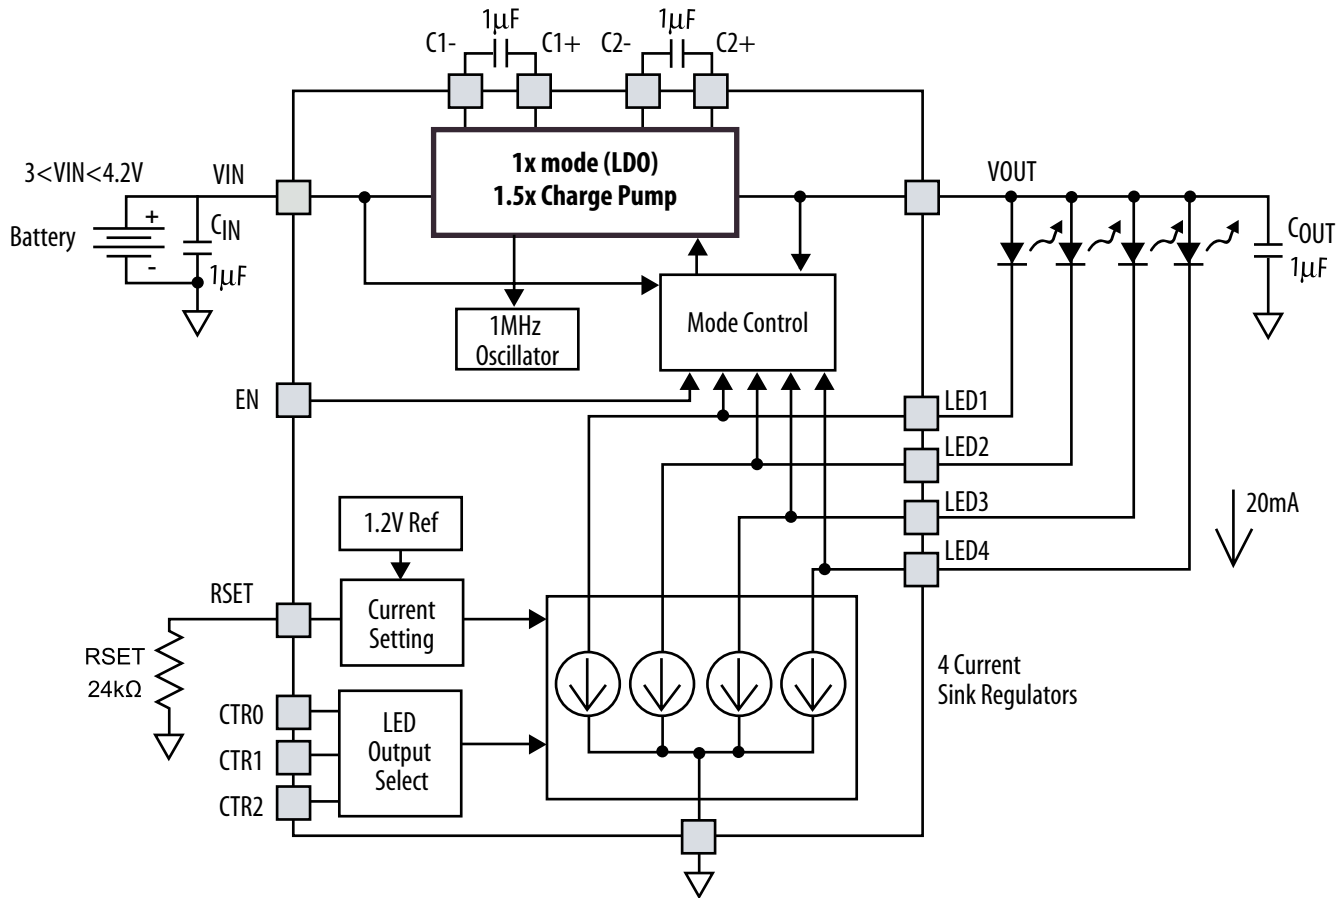 1µF
1µF
C1-
C1+
C2-
C2+
1x mode (LDO)
1.5x Charge Pump
3<VIN<4.2V
VIN
VOUT
Battery
+
-
CIN
1µF
COUT
1µF
1MHz
Oscillator
Mode Control
EN
LED1
LED2
LED3
LED4
20mA
1.2V Ref
RSET
Current
Setting
RSET
24kΩ
4 Current
Sink Regulators
CTR0
CTR1
CTR2
LED
Output
Select